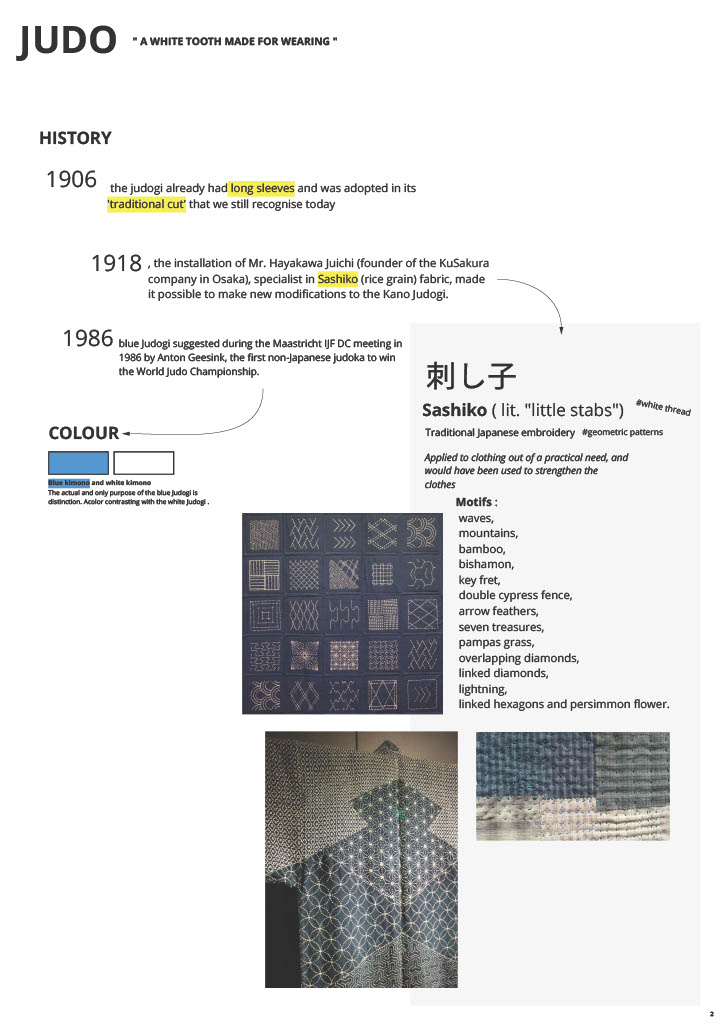 JUDO
" A WHITE TOOTH MADE FOR WEARING "
HISTORY
1906
the judogi already had long sleeves and was adopted in its
'traditional cut' that we still recognise today
1918
, the installation of Mr. Hayakawa Juichi (founder of the KuSakura
company in Osaka), specialist in Sashiko (rice grain) fabric, made
it possible to make new modifications to the Kano Judogi.
1986
blue Judogi suggested during the Maastricht IJF DC meeting in
1986 by Anton Geesink, the first non-Japanese judoka to win
the World Judo Championship.
COLOUR
Blue kimono and white kimono
The actual and only purpose of the blue Judogi is
distinction. Acolor contrasting with the white Judogi .
刺し子
Sashiko ( lit. "little stabs")
#white thread
Traditional Japanese embroidery
#geometric patterns
Applied to clothing out of a practical need, and
would have been used to strengthen the
clothes
Motifs :
waves,
mountains,
bamboo,
bishamon,
key fret,
double cypress fence,
arrow feathers,
seven treasures,
pampas grass,
overlapping diamonds,
linked diamonds,
lightning,
linked hexagons and persimmon flower.
2